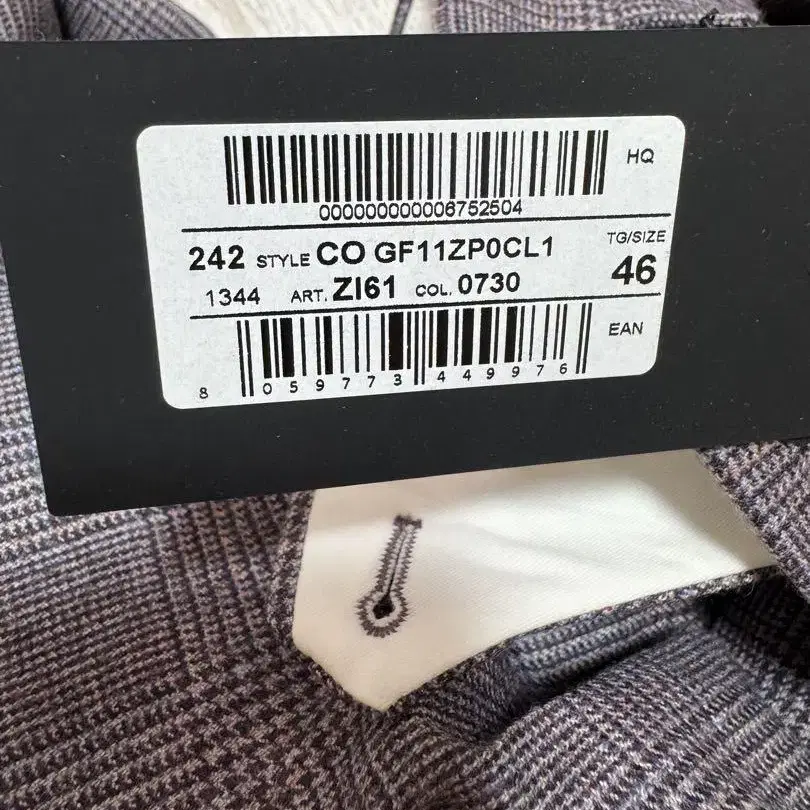 HQ
000000000006752504
242 STYLE CO GF11ZP0CL1 TG/SIZE
1344 ART. ZI61 COL. 0730 46
EAN
8 059773 449976